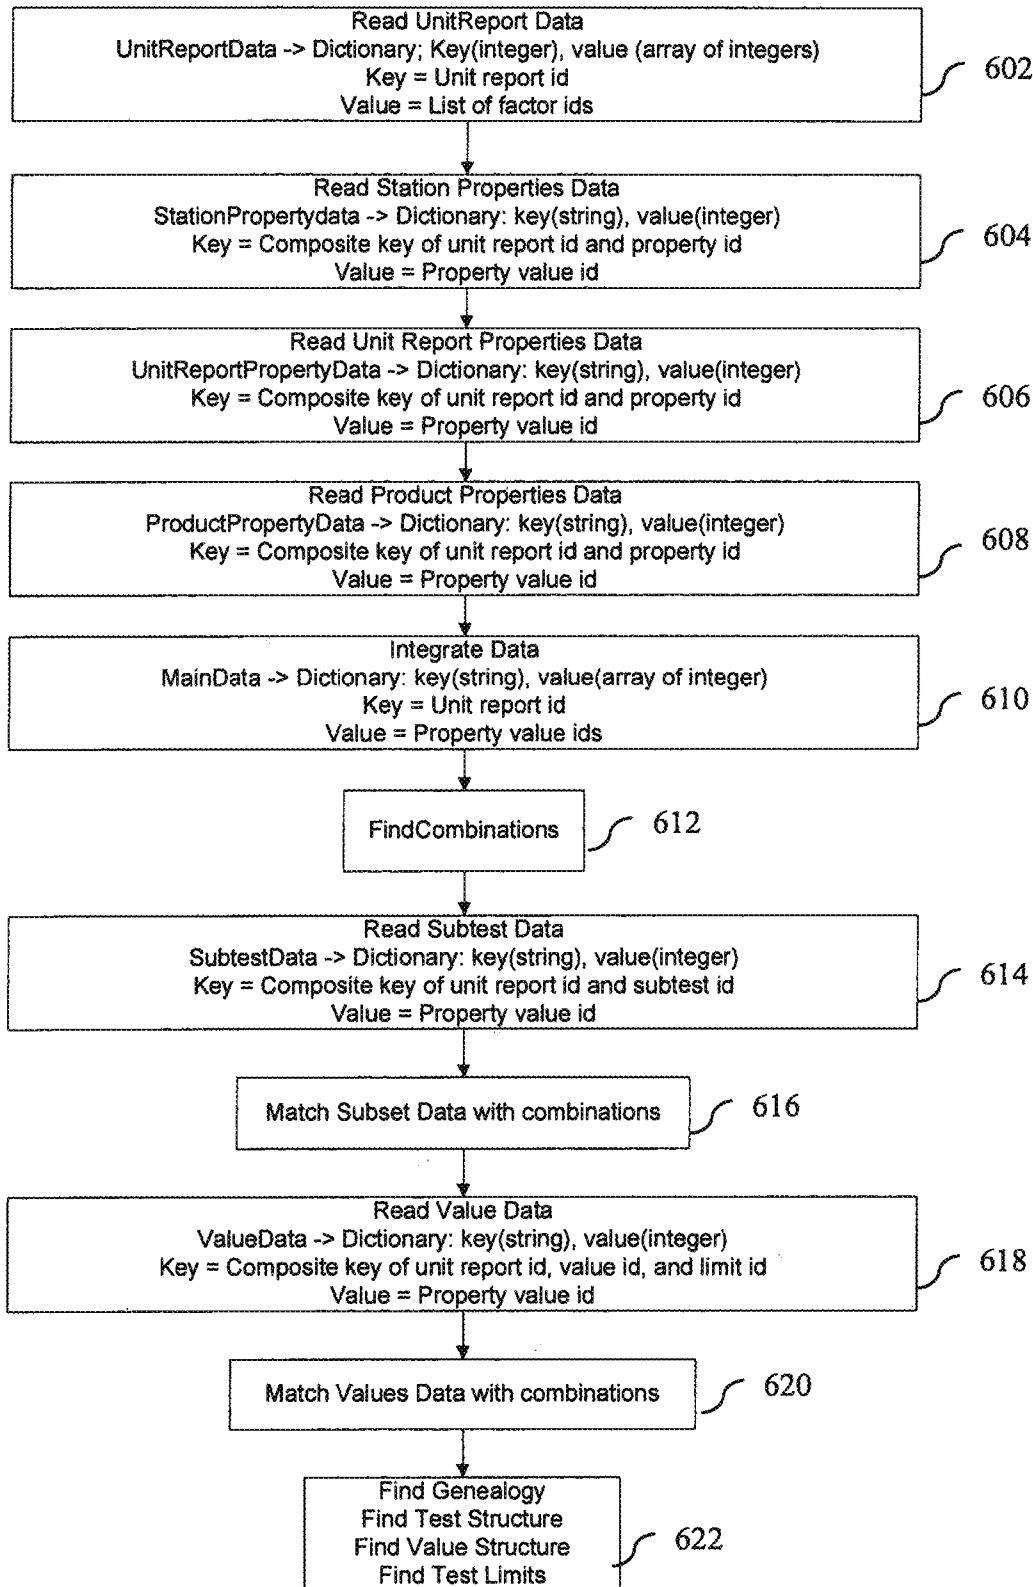 Read UnitReport Data
UnitReportData -> Dictionary; Key(integer), value (array of integers)
Key = Unit report id
Value = List of factor ids
602
Read Station Properties Data
StationPropertydata -> Dictionary: key(string), value(integer)
Key = Composite key of unit report id and property id
Value = Property value id
604
Read Unit Report Properties Data
UnitReportPropertyData -> Dictionary: key(string), value(integer)
Key = Composite key of unit report id and property id
Value = Property value id
606
Read Product Properties Data
ProductPropertyData -> Dictionary: key(string), value(integer)
Key = Composite key of unit report id and property id
Value = Property value id
608
Integrate Data
MainData -> Dictionary: key(string), value(array of integer)
Key = Unit report id
Value = Property value ids
610
FindCombinations
612
Read Subtest Data
SubtestData -> Dictionary: key(string), value(integer)
Key = Composite key of unit report id and subtest id
Value = Property value id
614
Match Subset Data with combinations
616
Read Value Data
ValueData -> Dictionary: key(string), value(integer)
Key = Composite key of unit report id, value id, and limit id
Value = Property value id
618
Match Values Data with combinations
620
Find Genealogy
Find Test Structure
Find Value Structure
Find Test Limits
622